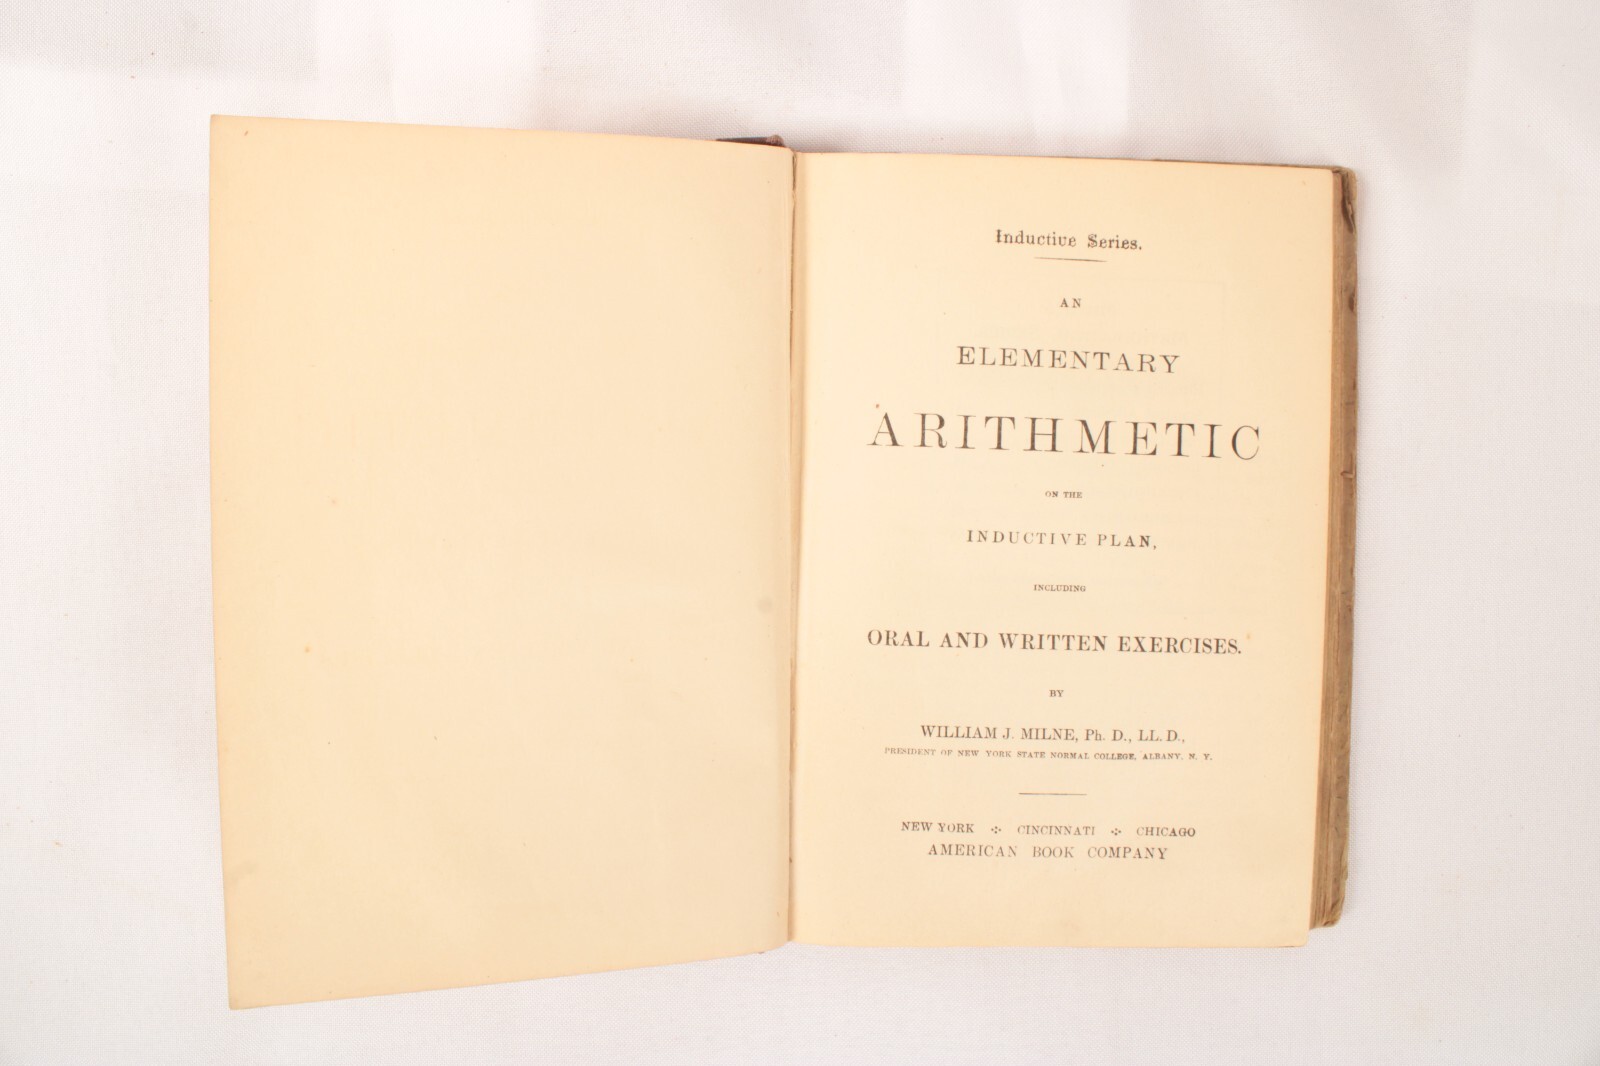 Inductive Series.
AN
ELEMENTARY
ARITHMETIC
ON THE
INDUCTIVE PLAN,
INCLUDING
ORAL AND WRITTEN EXERCISES.
BY
WILLIAM J. MILNE, Ph. D., LL. D.,
PRESIDENT OF NEW YORK STATE NORMAL COLLEGE, ALBANY, N. Y.
NEW YORK ⁘ CINCINNATI ⁘ CHICAGO
AMERICAN BOOK COMPANY